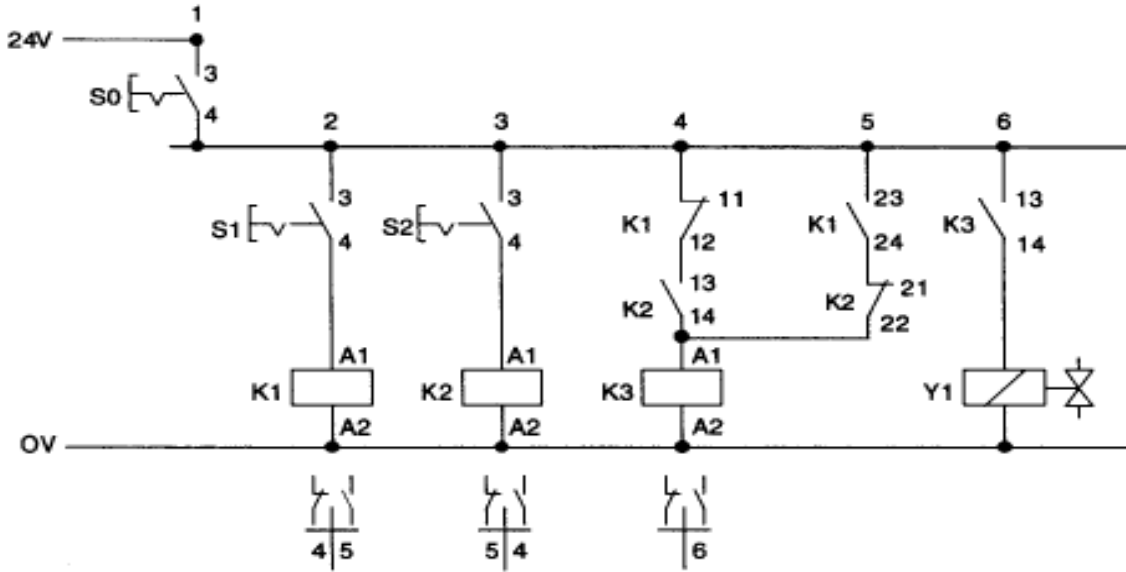 1
24V
3
S0
4
2 3 4 5 6
3 3 11 23 13
S1 S2 K1 K1 K3
4 4 12 24 14
13 21
K2 K2
14 22
A1 A1 A1
K1 K2 K3 Y1
A2 A2 A2
0V
4 5 5 4 6